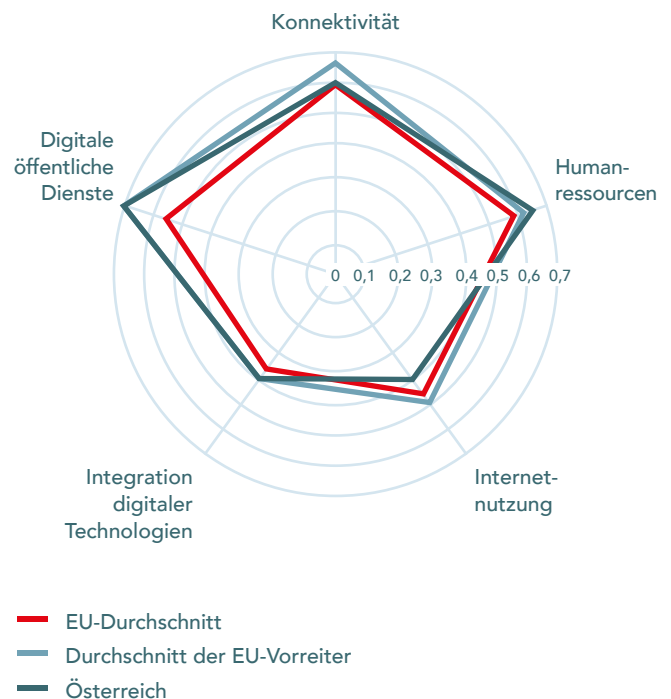 Konnektivität
Digitale
öffentliche
Dienste
Human-
ressourcen
0 0,1 0,2 0,3 0,4 0,5 0,6 0,7
Integration
digitaler
Technologien
Internet-
nutzung
EU-Durchschnitt
Durchschnitt der EU-Vorreiter
Österreich